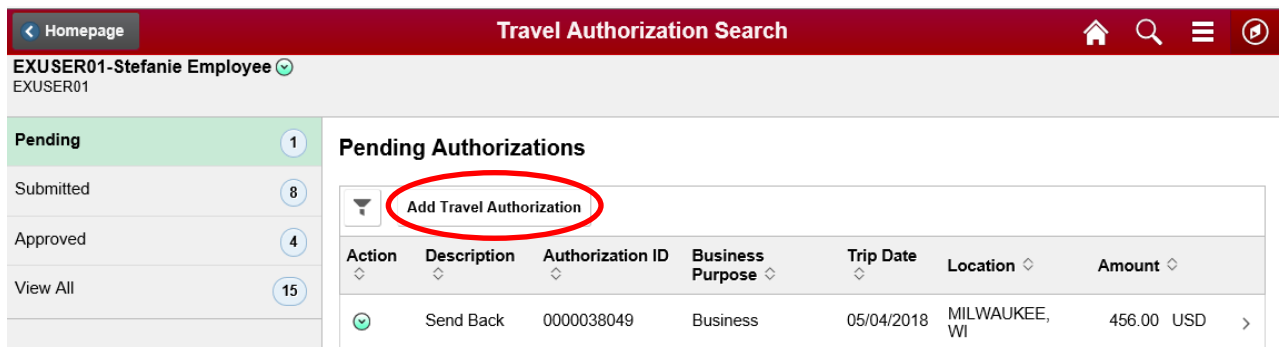 Homepage
Travel Authorization Search
EXUSER01-Stefanie Employee
EXUSER01
Pending 1
Submitted 8
Approved 4
View All 15
Pending Authorizations
Add Travel Authorization
Action Description Authorization ID Business Purpose Trip Date Location Amount
Send Back 0000038049 Business 05/04/2018 MILWAUKEE, WI 456.00 USD